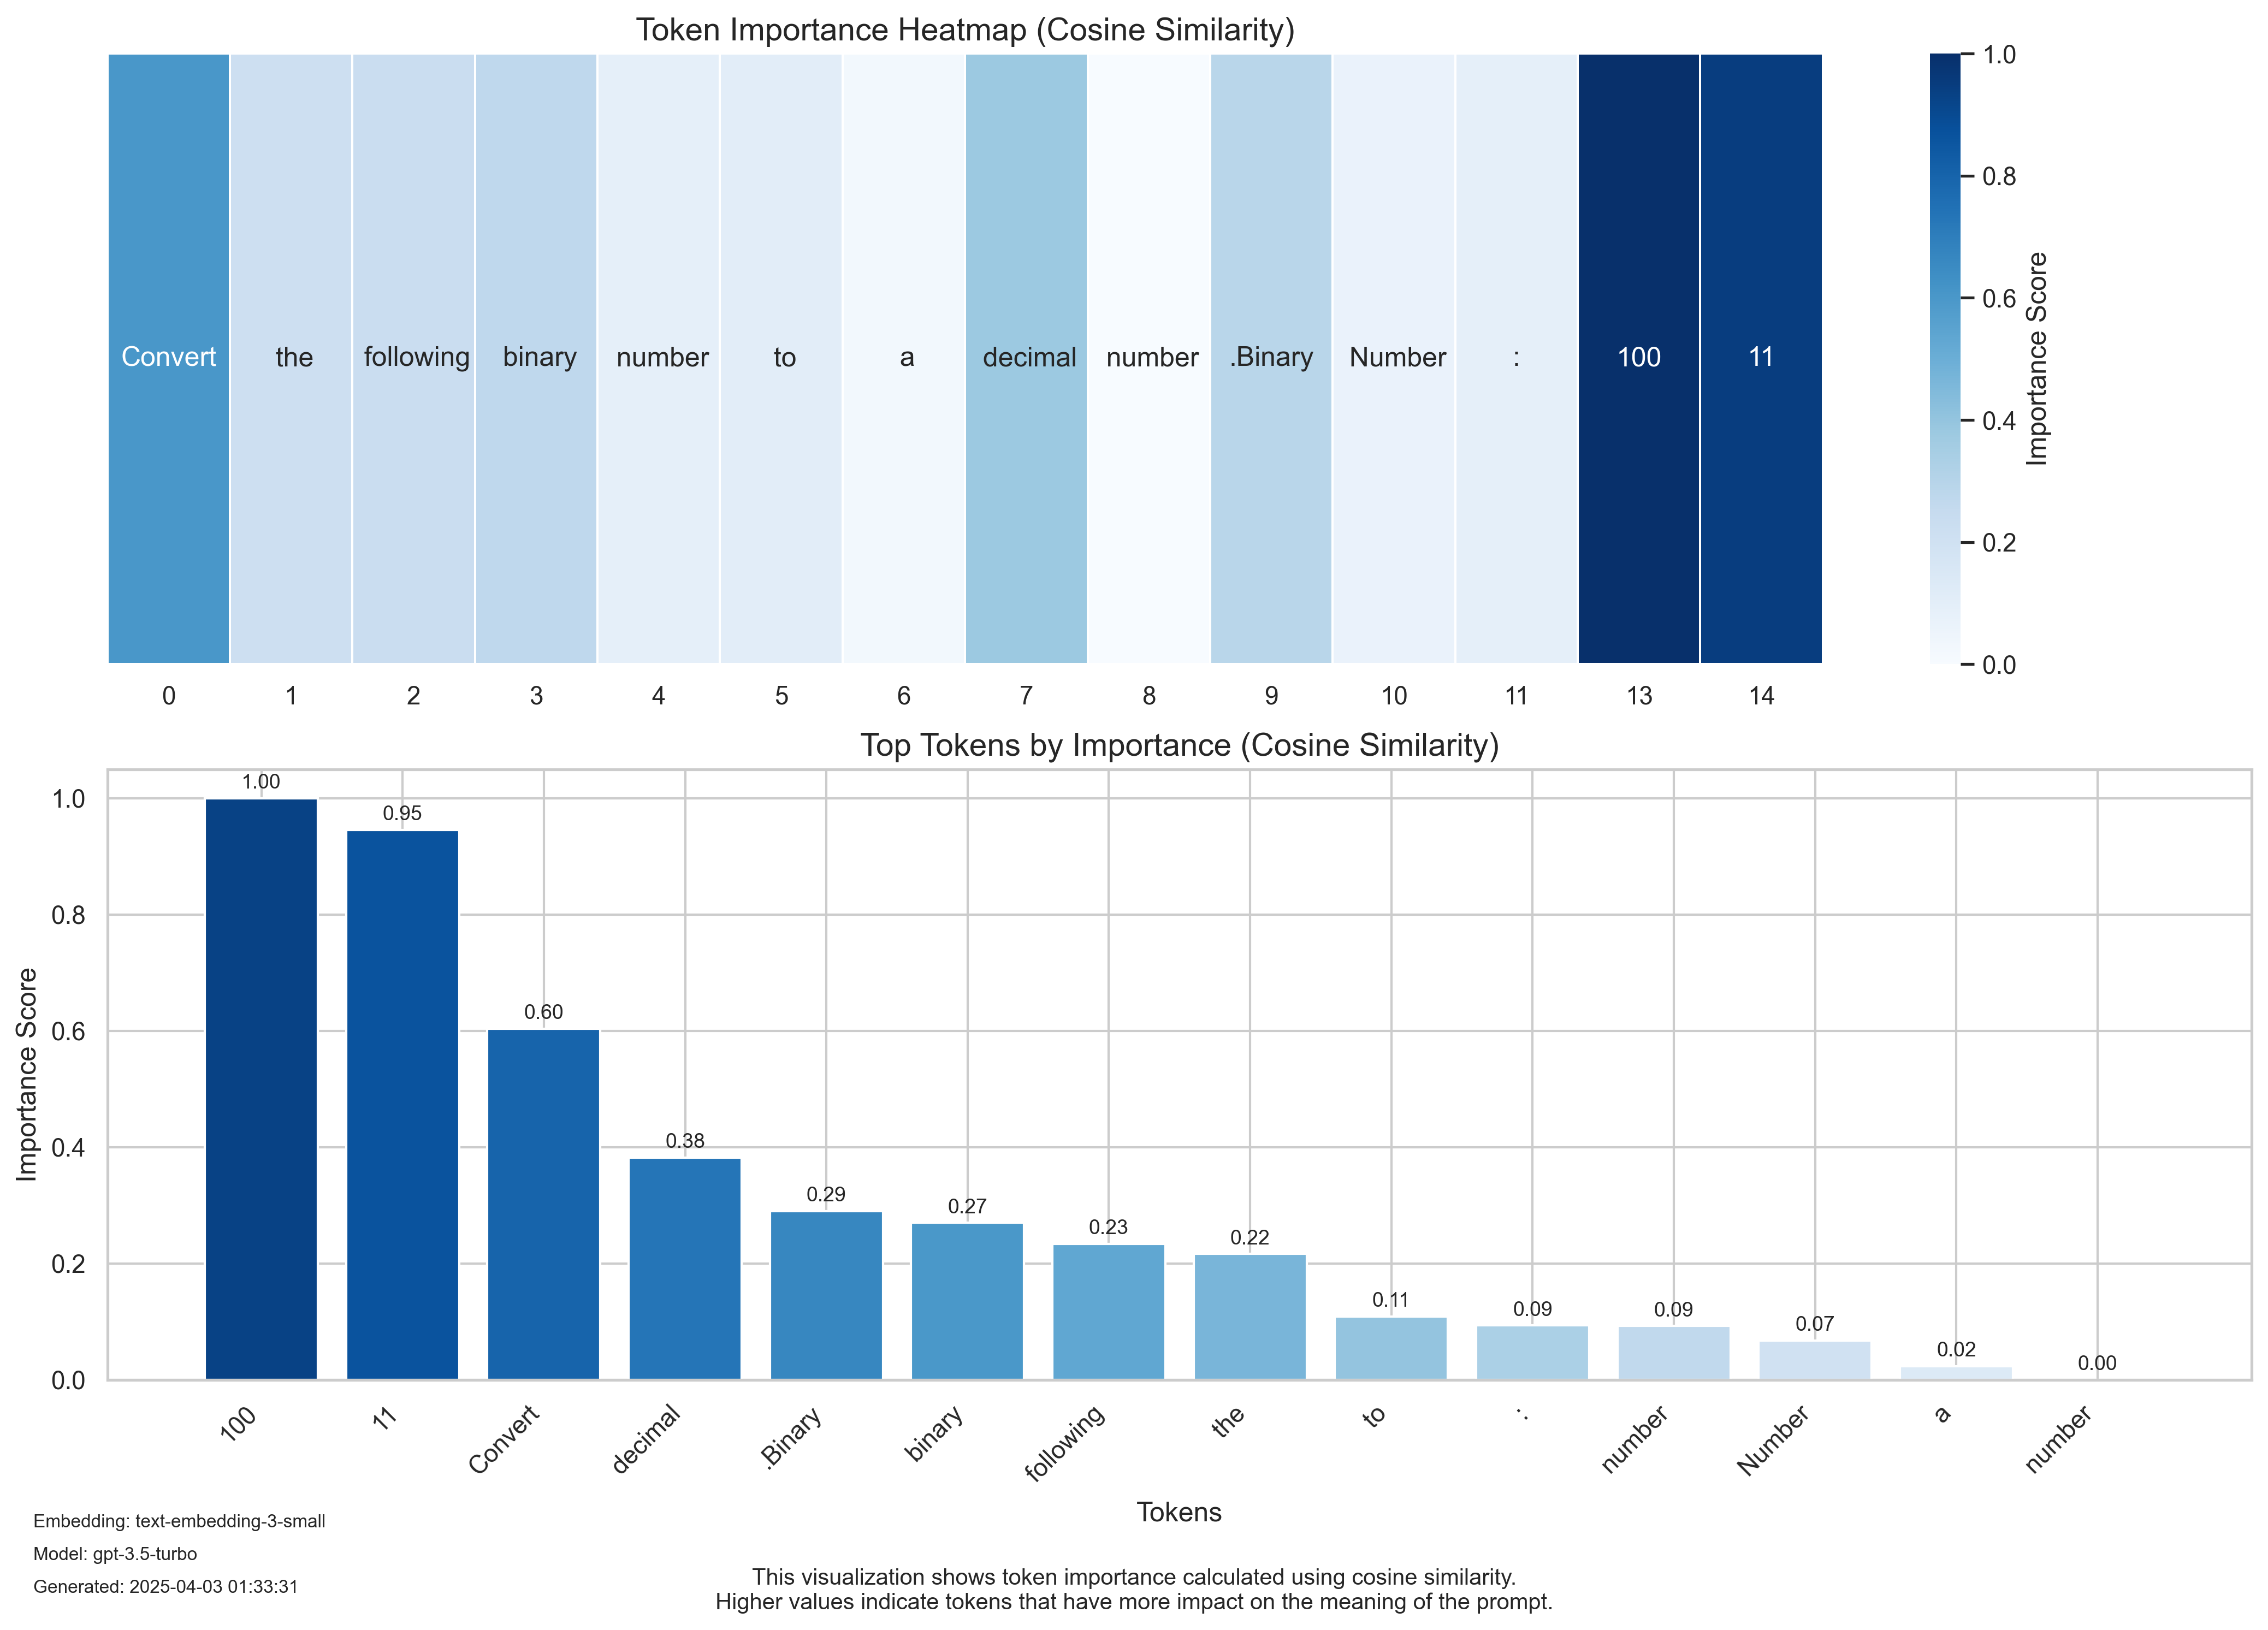 Token Importance Heatmap (Cosine Similarity)
Convert the following binary number to a decimal number .Binary Number : 100 11
0 1 2 3 4 5 6 7 8 9 10 11 13 14
1.0
0.8
0.6
0.4
0.2
0.0
Importance Score
Top Tokens by Importance (Cosine Similarity)
Importance Score
1.0
0.8
0.6
0.4
0.2
0.0
1.00 0.95 0.60 0.38 0.29 0.27 0.23 0.22 0.11 0.09 0.09 0.07 0.02 0.00
100 11 Convert decimal .Binary binary following the to : number Number a number
Tokens
Embedding: text-embedding-3-small
Model: gpt-3.5-turbo
Generated: 2025-04-03 01:33:31
This visualization shows token importance calculated using cosine similarity.
Higher values indicate tokens that have more impact on the meaning of the prompt.